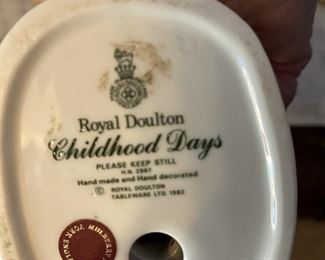 Royal Doulton
Childhood Days
PLEASE KEEP STILL
H.N. 2967
Hand made and Hand decorated
© ROYAL DOULTON
TABLEWARE LTD. 1982